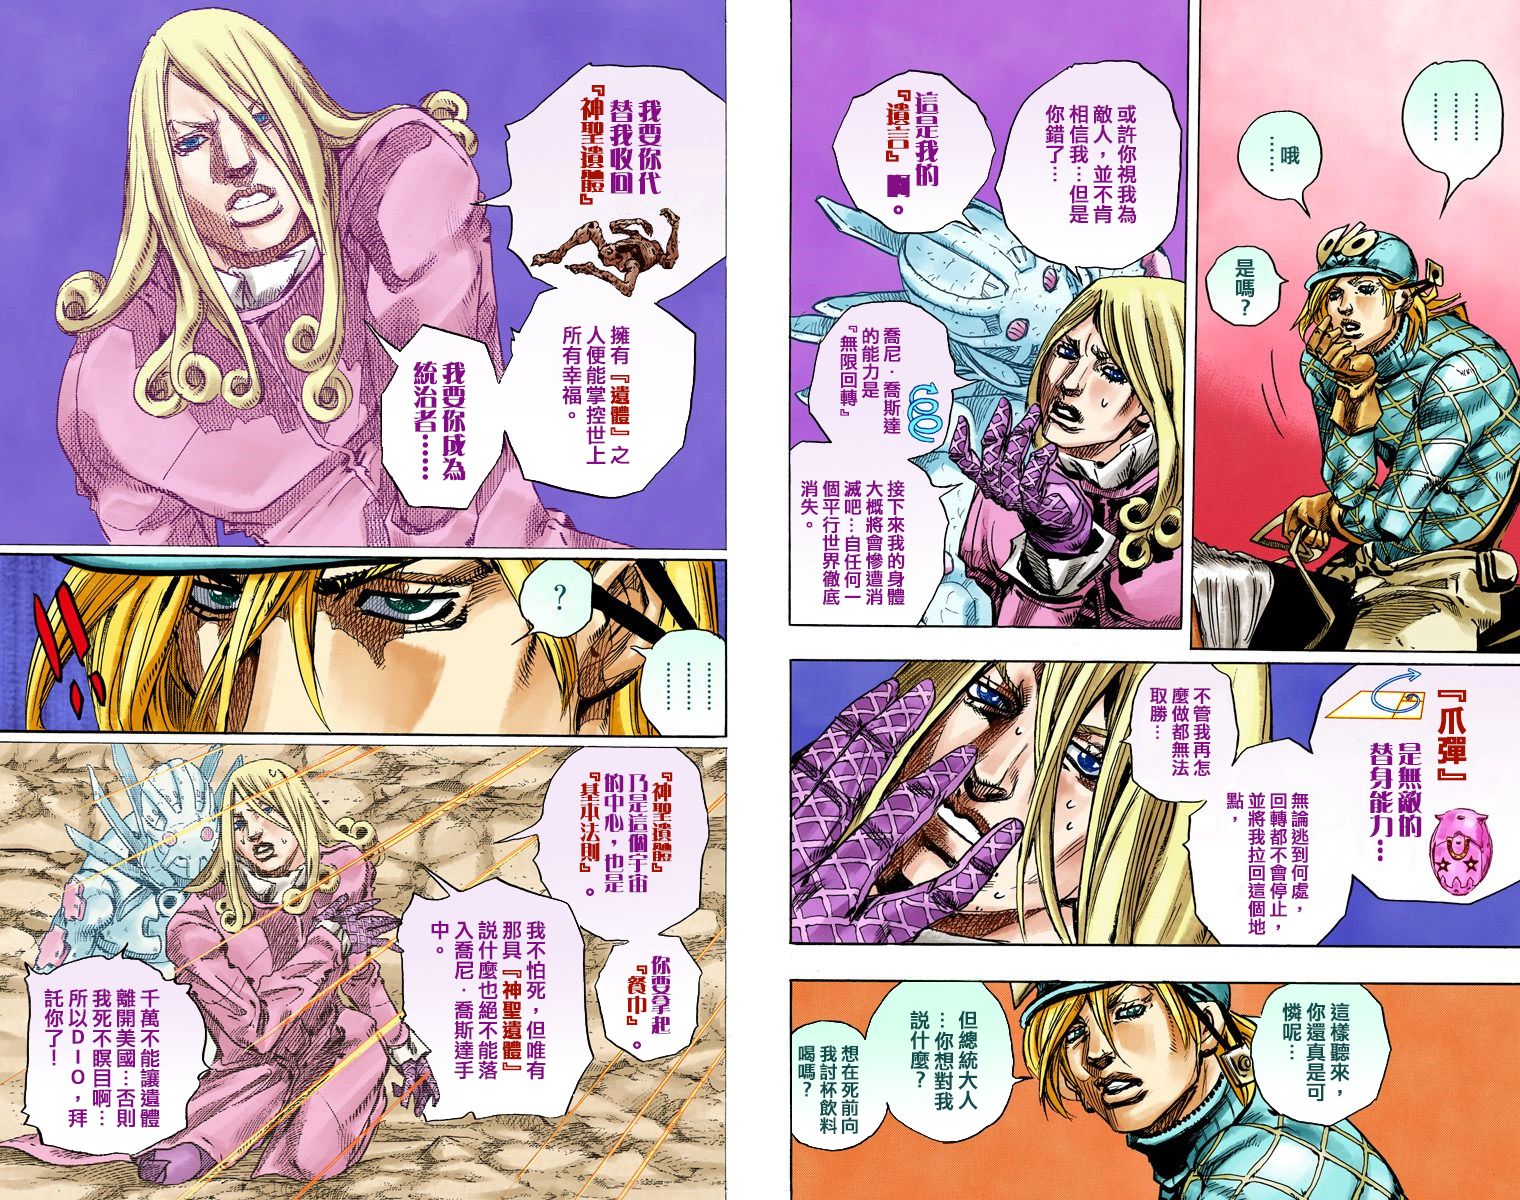 …………
…………
…………
…哦
……
是嗎？
或許你視我為
敵人，並不肯
相信我…但是
你錯了…
這是我的
『遺言』啊。
喬尼．喬斯達
的能力是
『無限回轉』
接下來我的身體
大概將會慘遭消
滅吧…自任何一
個平行世界徹底
消失。
『爪彈』
是無敵的
替身能力…
無論逃到何處，
回轉都不會停止，
並將我拉回這個地
點，
不管我再怎
麼做都無法
取勝…
這樣聽來，
你還真是可
憐呢…
但總統大人
…你想對我
説什麼？
想在死前向
我討杯飲料
喝嗎？
我要你代
替我收回
『神聖遺體』
擁有『遺體』之
人便能掌控世上
所有幸福。
我要你成為
統治者……
？
…………
…………
…………
!!
『神聖遺體』
乃是這個宇宙
的中心，也是
『基本法則』。
你要拿起
『餐巾』。
我不怕死，但唯有
那具『神聖遺體』
説什麼也絕不能落
入喬尼．喬斯達手
中。
千萬不能讓遺體
離開美國…否則
我死不瞑目啊…
所以DIO，拜
託你了！